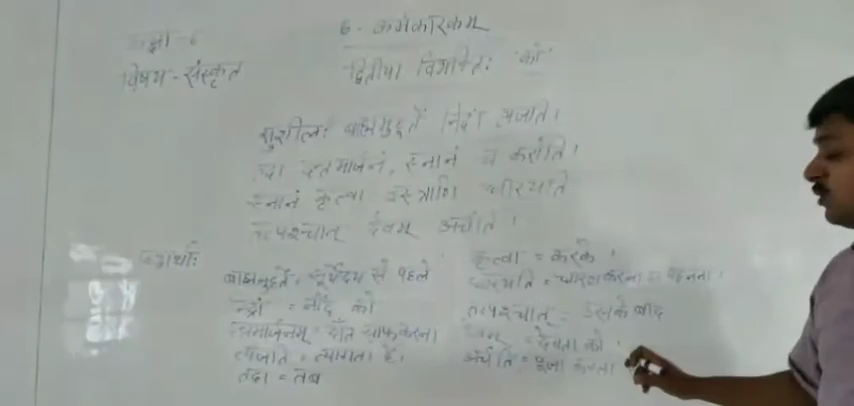 कक्षा - 6
6 - कर्मकारकम्
विषय - संस्कृत
द्वितीया विभक्तिः "को"
सुशीलः ब्राह्ममुहूर्ते निद्रां त्यजति।
तदा दन्तमार्जनं, स्नानं च करोति।
स्नानं कृत्वा वस्त्राणि धारयति
तत्पश्चात् देवम् अर्चति।
शब्दार्थाः
ब्राह्ममुहूर्ते = सूर्योदय से पहले
निद्रां = नींद को
दन्तमार्जनम् = दाँत साफ करना।
त्यजति = त्यागता है।
तदा = तब
कृत्वा = करके।
धारयति = धारण करना पहनना।
तत्पश्चात् = उसके बाद
देवम् = देवता को।
अर्चति = पूजा करता